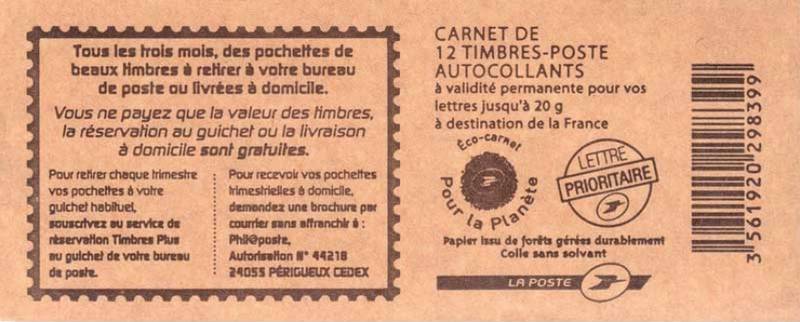 Tous les trois mois, des pochettes de
beaux timbres à retirer à votre bureau
de poste ou livrées à domicile.
Vous ne payez que la valeur des timbres,
la réservation au guichet ou la livraison
à domicile sont gratuites.
Pour retirer chaque trimestre
vos pochettes à votre
guichet habituel,
souscrivez au service de
réservation Timbres Plus
au guichet de votre bureau
de poste.
Pour recevoir vos pochettes
trimestrielles à domicile,
demandez une brochure par
courrier sans affranchir à :
Phil@poste,
Autorisation N° 44218
24055 PÉRIGUEUX CEDEX
CARNET DE
12 TIMBRES-POSTE
AUTOCOLLANTS
à validité permanente pour vos
lettres jusqu'à 20 g
à destination de la France
Éco-carnet
Pour la Planète
LETTRE
PRIORITAIRE
Papier issu de forêts gérées durablement
Colle sans solvant
LA POSTE
3 561920 298399